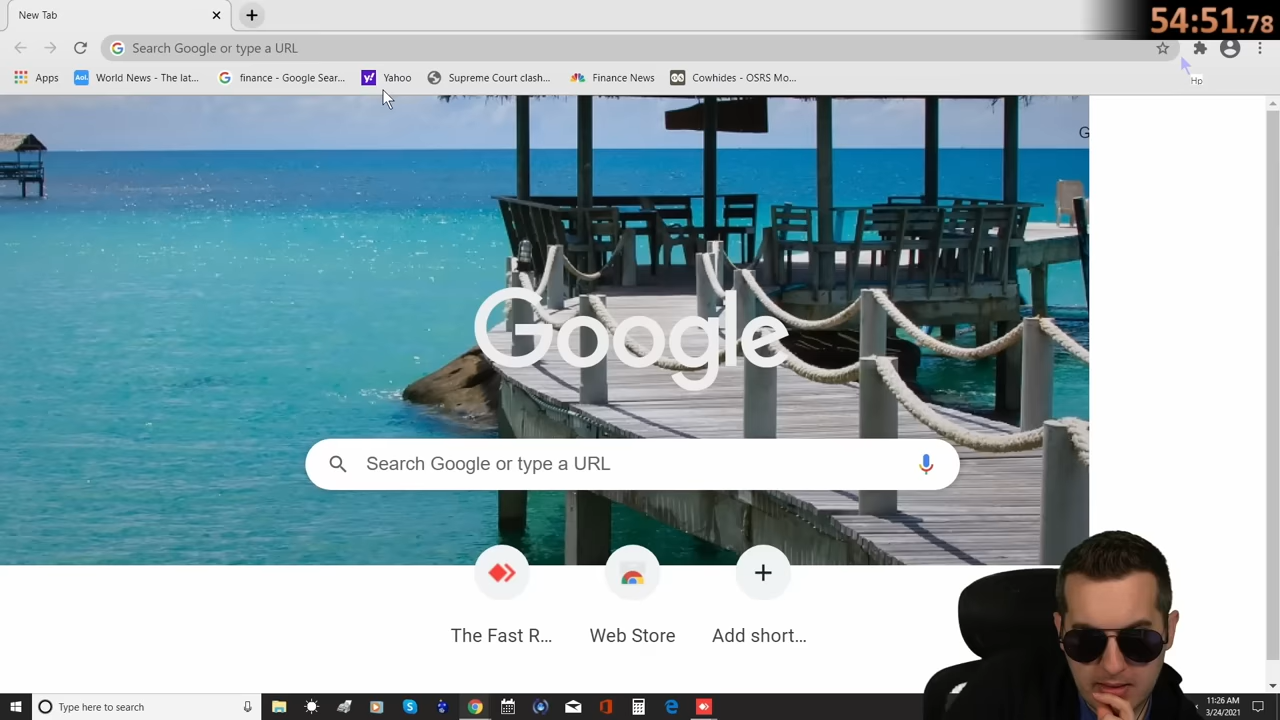 New Tab
54:51.78
Search Google or type a URL
Apps
Aol.
World News - The lat...
finance - Google Sear...
y!
Yahoo
Supreme Court clash...
Finance News
Cowhides - OSRS Mo...
Hp
G
Google
Search Google or type a URL
The Fast R...
Web Store
Add short...
Type here to search
11:26 AM
3/24/2021